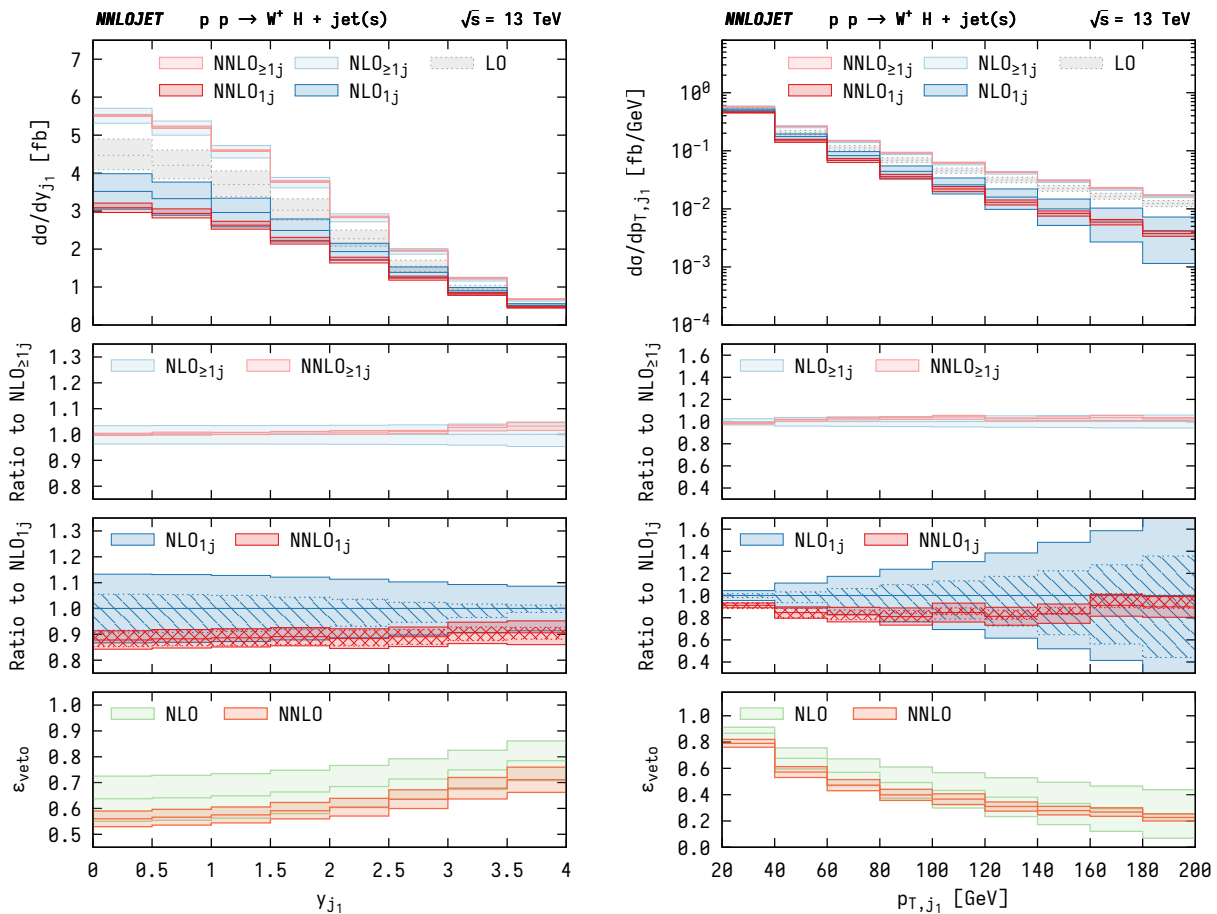 NNLOJET p p → W⁺ H + jet(s) √s = 13 TeV
NNLO≥1j NLO≥1j LO
NNLO1j NLO1j
dσ/dyj1 [fb]
7
6
5
4
3
2
1
0
Ratio to NLO≥1j
1.3
1.2
1.1
1.0
0.9
0.8
NLO≥1j NNLO≥1j
Ratio to NLO1j
1.3
1.2
1.1
1.0
0.9
0.8
NLO1j NNLO1j
εveto
1.0
0.9
0.8
0.7
0.6
0.5
NLO NNLO
0 0.5 1 1.5 2 2.5 3 3.5 4
yj1
NNLOJET p p → W⁺ H + jet(s) √s = 13 TeV
NNLO≥1j NLO≥1j LO
NNLO1j NLO1j
dσ/dpT,j1 [fb/GeV]
10⁰
10⁻¹
10⁻²
10⁻³
10⁻⁴
Ratio to NLO≥1j
1.6
1.4
1.2
1.0
0.8
0.6
0.4
NLO≥1j NNLO≥1j
Ratio to NLO1j
1.6
1.4
1.2
1.0
0.8
0.6
0.4
NLO1j NNLO1j
εveto
1.0
0.8
0.6
0.4
0.2
0.0
NLO NNLO
20 40 60 80 100 120 140 160 180 200
pT,j1 [GeV]